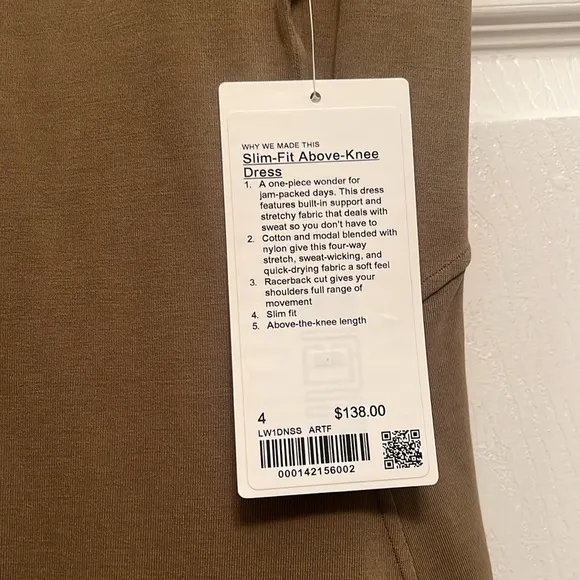 WHY WE MADE THIS
Slim-Fit Above-Knee
Dress
1. A one-piece wonder for
jam-packed days. This dress
features built-in support and
stretchy fabric that deals with
sweat so you don't have to
2. Cotton and modal blended with
nylon give this four-way
stretch, sweat-wicking, and
quick-drying fabric a soft feel
3. Racerback cut gives your
shoulders full range of
movement
4. Slim fit
5. Above-the-knee length
4 $138.00
LW1DNSS ARTF
000142156002